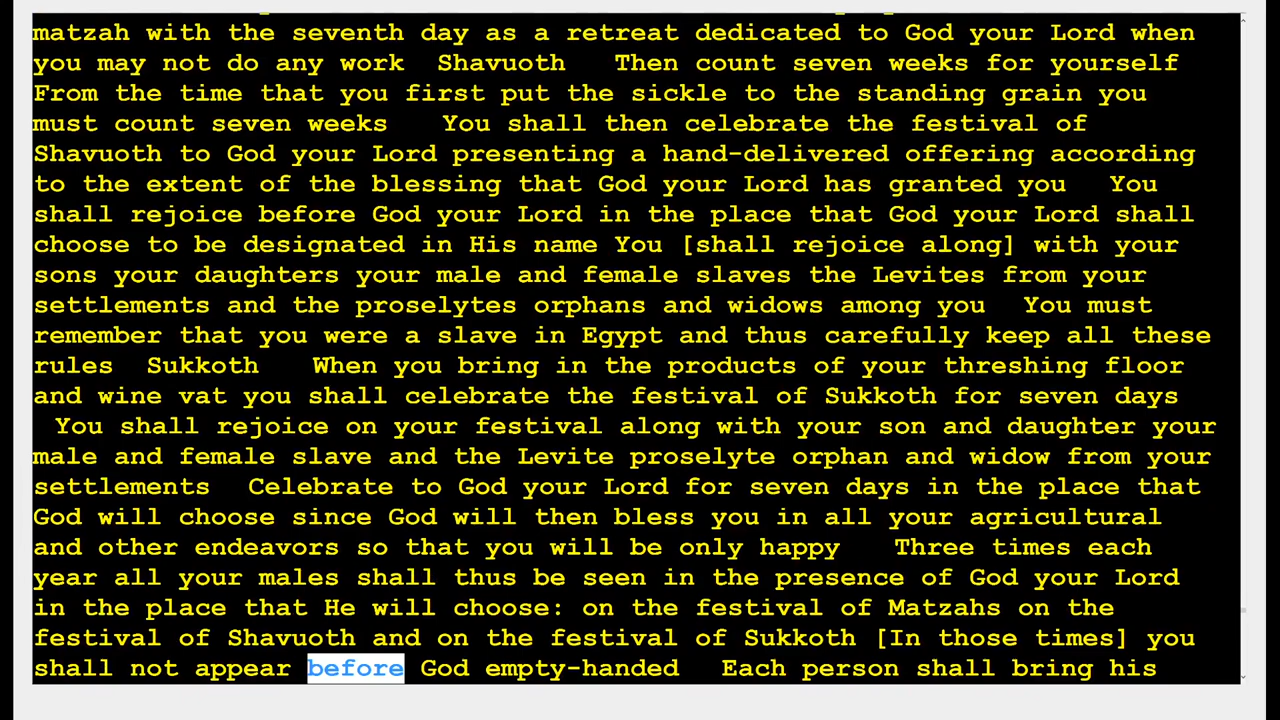 matzah with the seventh day as a retreat dedicated to God your Lord when
you may not do any work  Shavuoth   Then count seven weeks for yourself
From the time that you first put the sickle to the standing grain you
must count seven weeks   You shall then celebrate the festival of
Shavuoth to God your Lord presenting a hand-delivered offering according
to the extent of the blessing that God your Lord has granted you   You
shall rejoice before God your Lord in the place that God your Lord shall
choose to be designated in His name You [shall rejoice along] with your
sons your daughters your male and female slaves the Levites from your
settlements and the proselytes orphans and widows among you   You must
remember that you were a slave in Egypt and thus carefully keep all these
rules  Sukkoth   When you bring in the products of your threshing floor
and wine vat you shall celebrate the festival of Sukkoth for seven days
You shall rejoice on your festival along with your son and daughter your
male and female slave and the Levite proselyte orphan and widow from your
settlements  Celebrate to God your Lord for seven days in the place that
God will choose since God will then bless you in all your agricultural
and other endeavors so that you will be only happy   Three times each
year all your males shall thus be seen in the presence of God your Lord
in the place that He will choose: on the festival of Matzahs on the
festival of Shavuoth and on the festival of Sukkoth [In those times] you
shall not appear before God empty-handed   Each person shall bring his